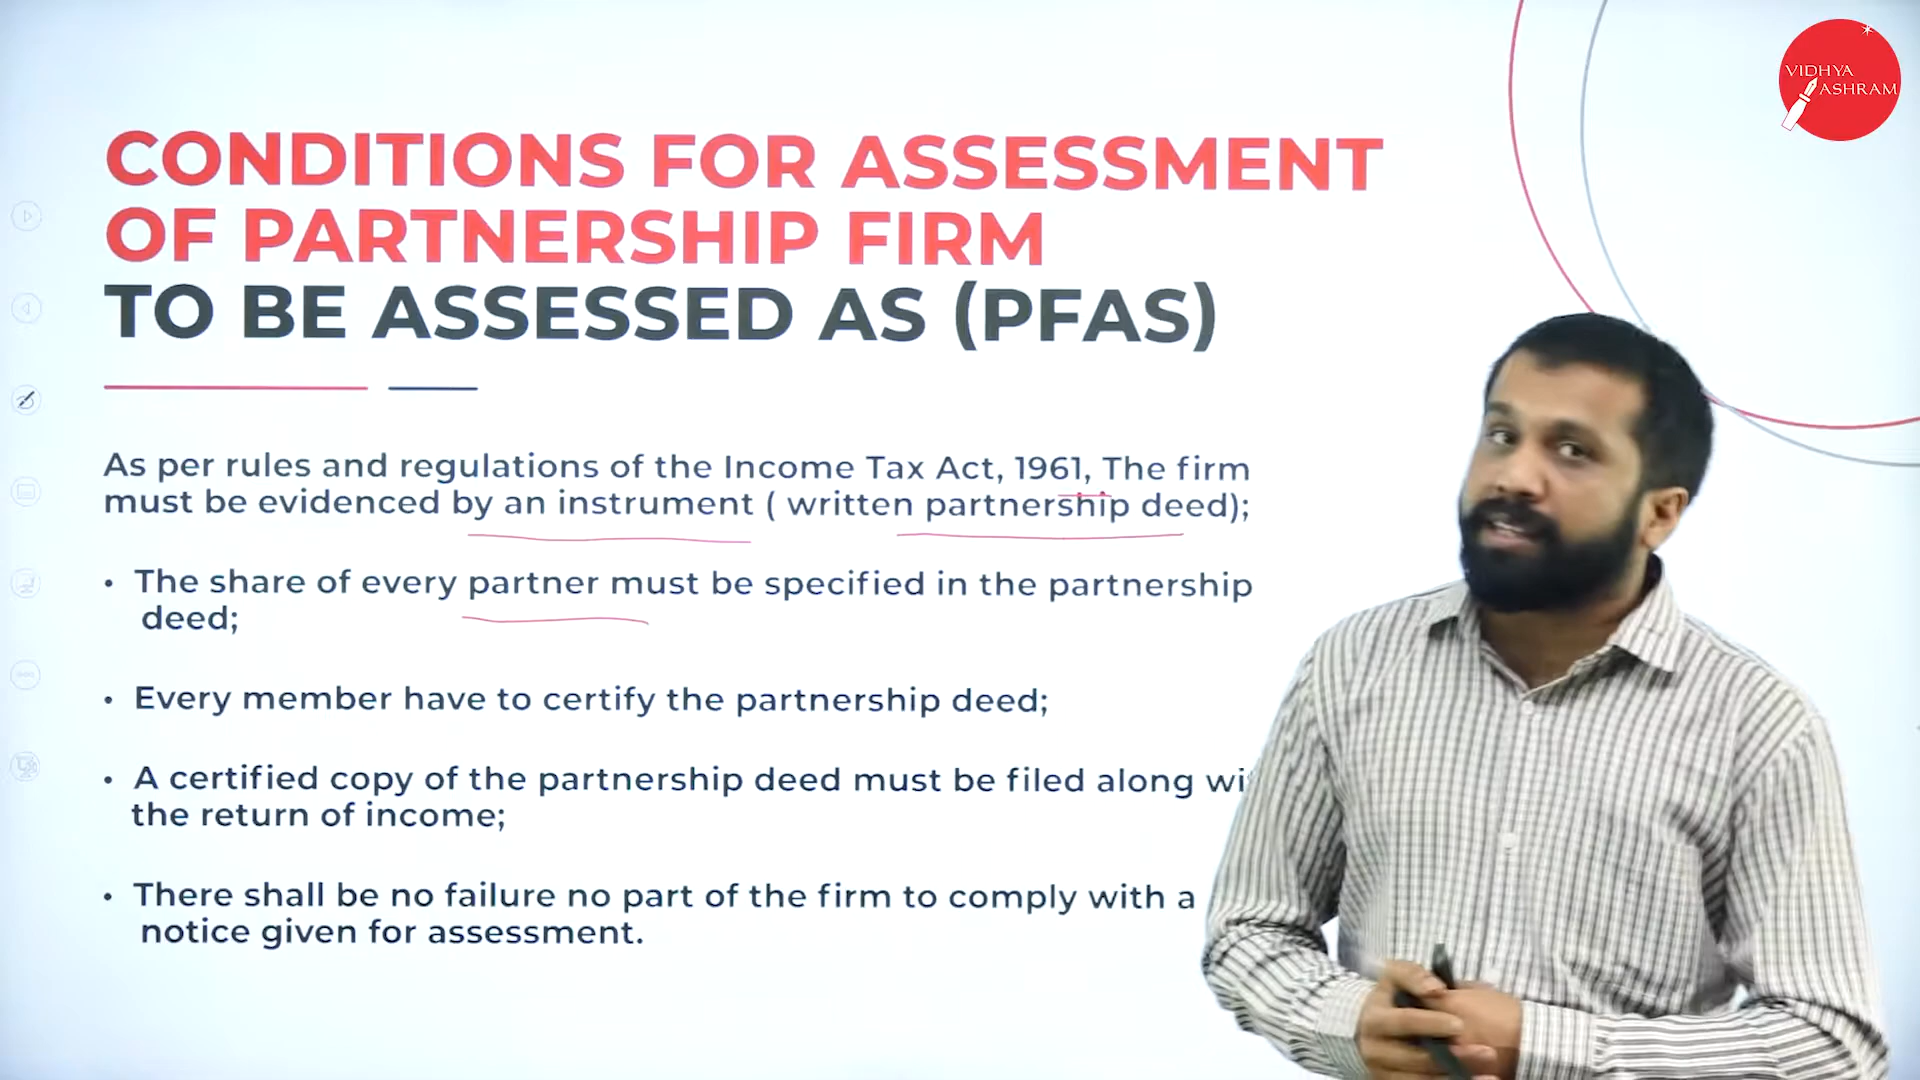 VIDHYA
ASHRAM
CONDITIONS FOR ASSESSMENT
OF PARTNERSHIP FIRM
TO BE ASSESSED AS (PFAS)
As per rules and regulations of the Income Tax Act, 1961, The firm
must be evidenced by an instrument ( written partnership deed);
• The share of every partner must be specified in the partnership
deed;
• Every member have to certify the partnership deed;
• A certified copy of the partnership deed must be filed along
the return of income;
• There shall be no failure no part of the firm to comply with a
notice given for assessment.